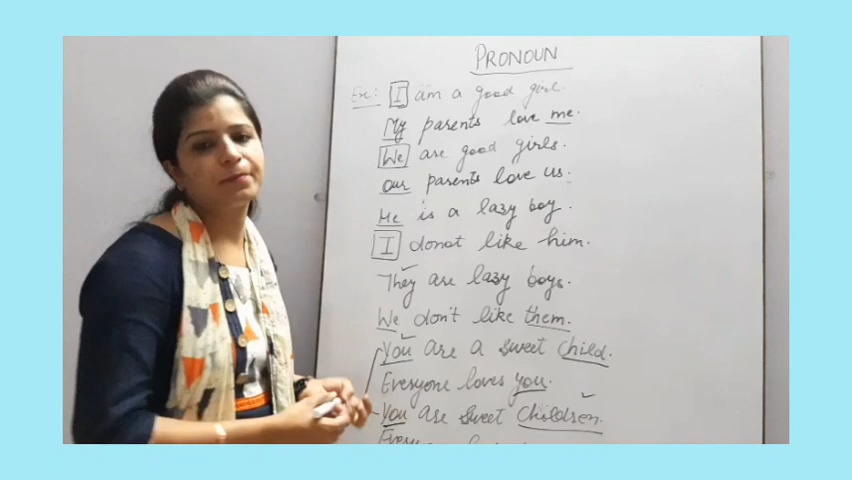 PRONOUN
Ex: I am a good girl.
My parents love me.
We are good girls.
our parents love us.
He is a lazy boy.
I donot like him.
They are lazy boys.
We don't like them.
You are a sweet child.
Everyone loves you.
You are sweet children.